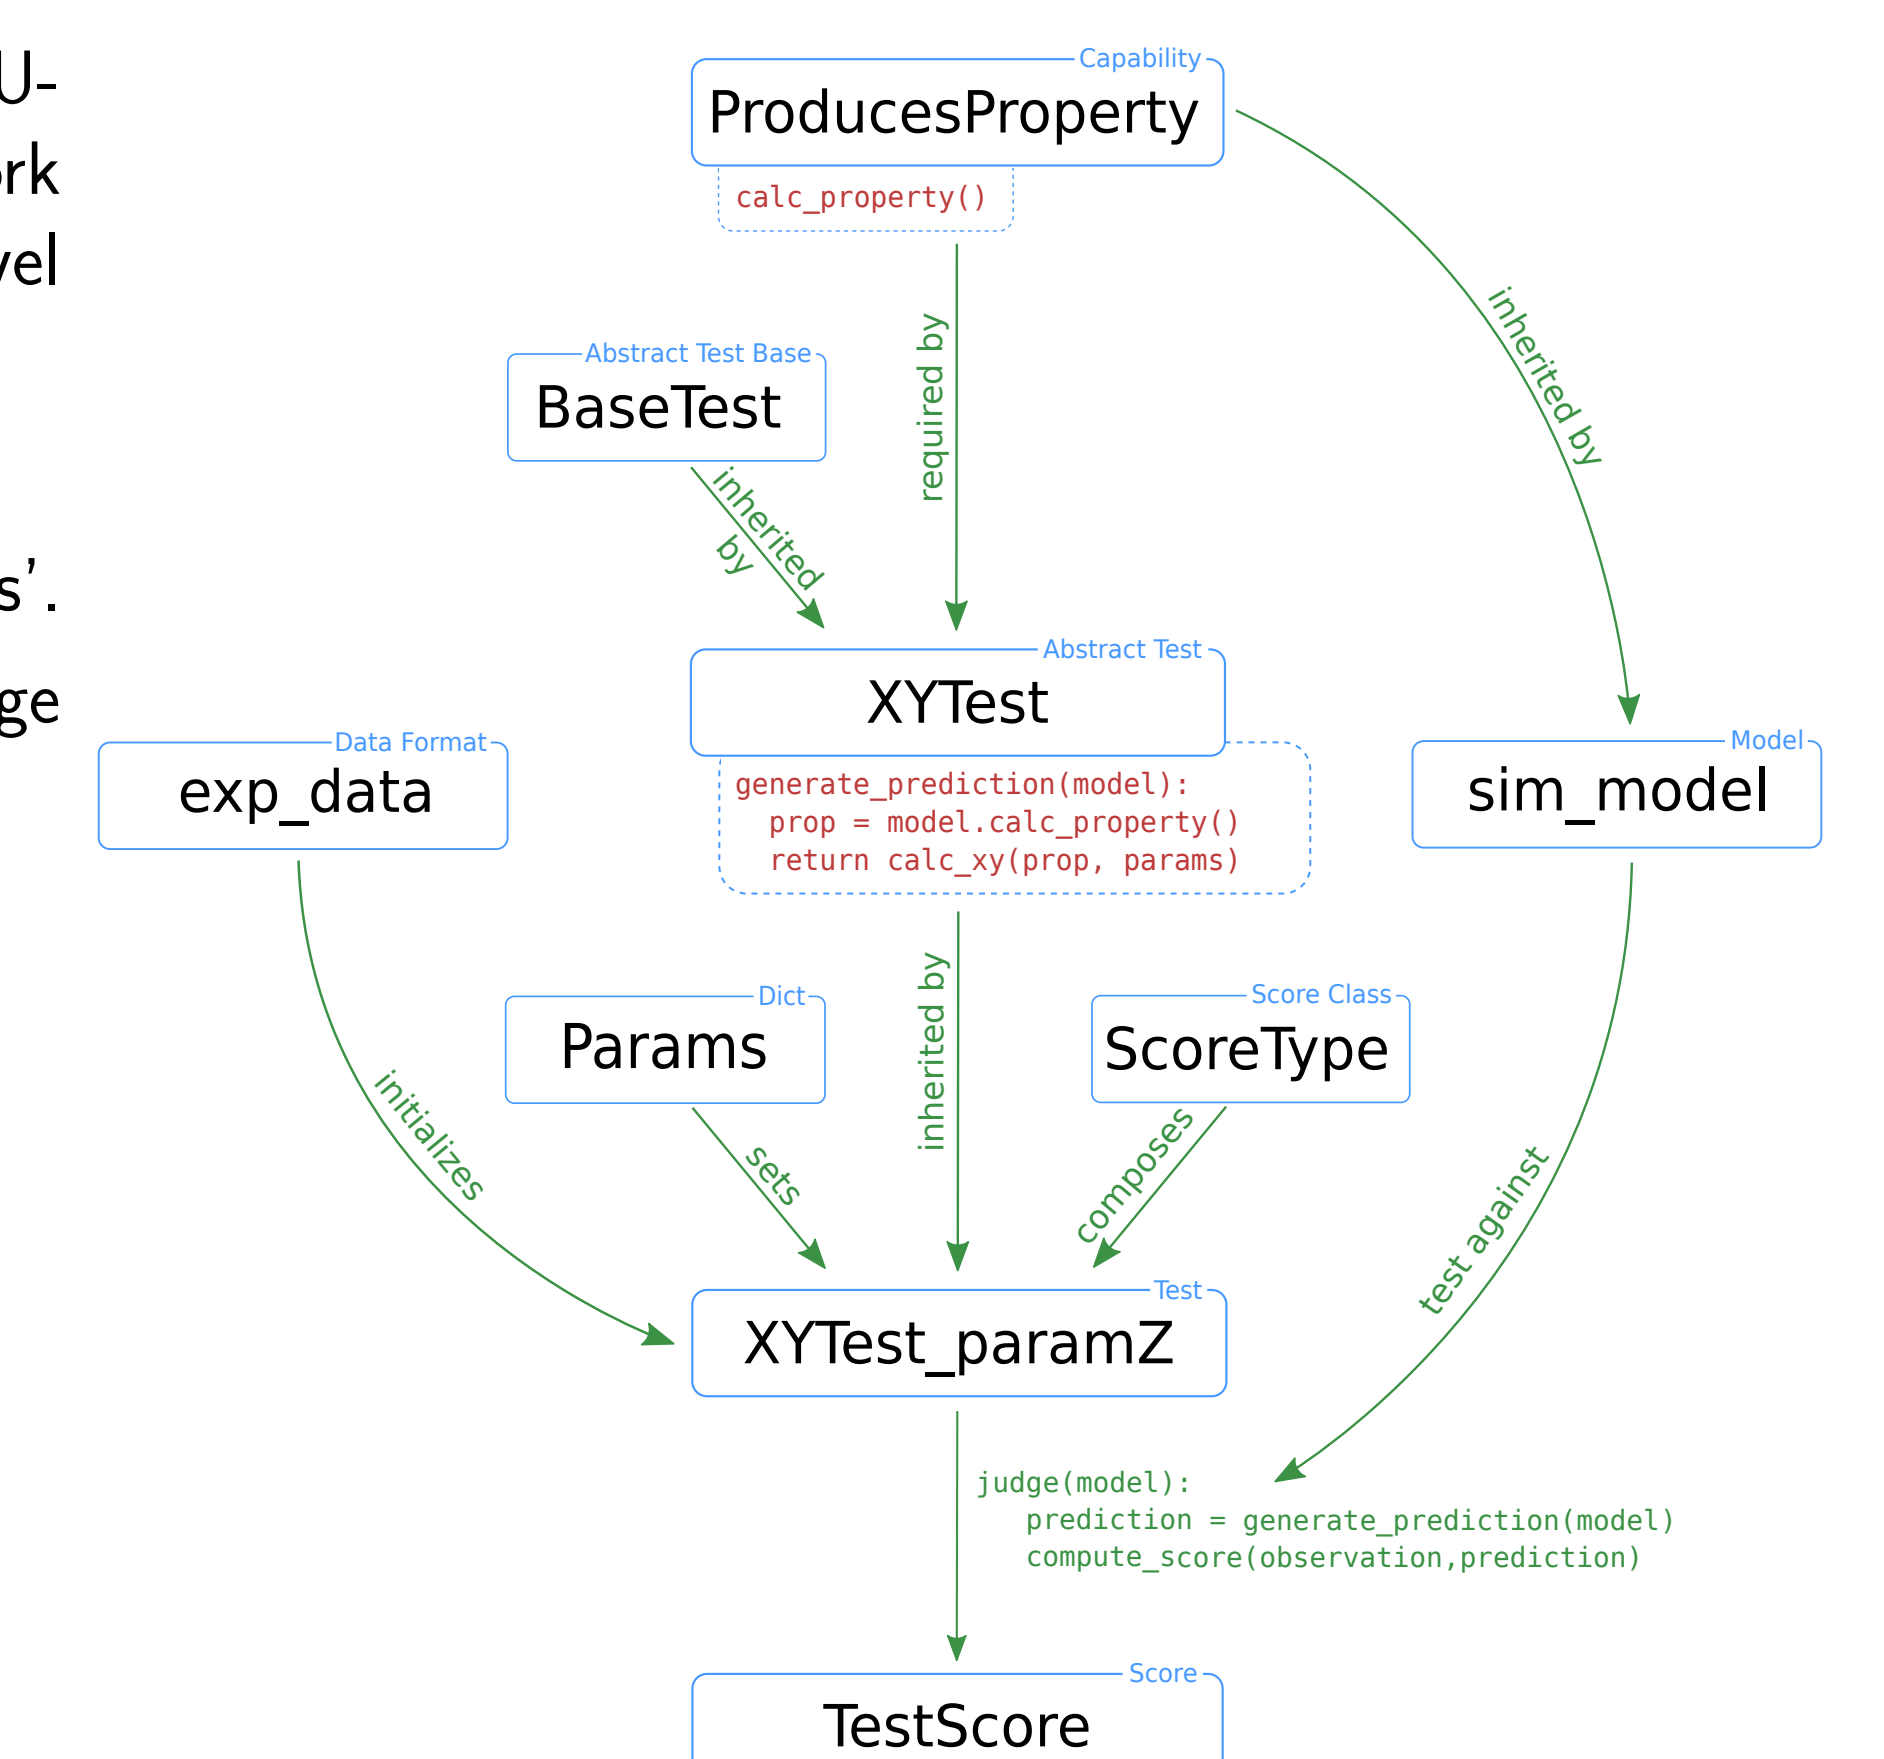 U-
ork
vel
s’.
ge
Capability
ProducesProperty
calc_property()
required by
inherited by
Abstract Test Base
BaseTest
inherited
by
Abstract Test
XYTest
generate_prediction(model):
prop = model.calc_property()
return calc_xy(prop, params)
Data Format
exp_data
Model
sim_model
initializes
Dict
Params
sets
inherited by
Score Class
ScoreType
composes
test against
Test
XYTest_paramZ
judge(model):
prediction = generate_prediction(model)
compute_score(observation,prediction)
Score
TestScore